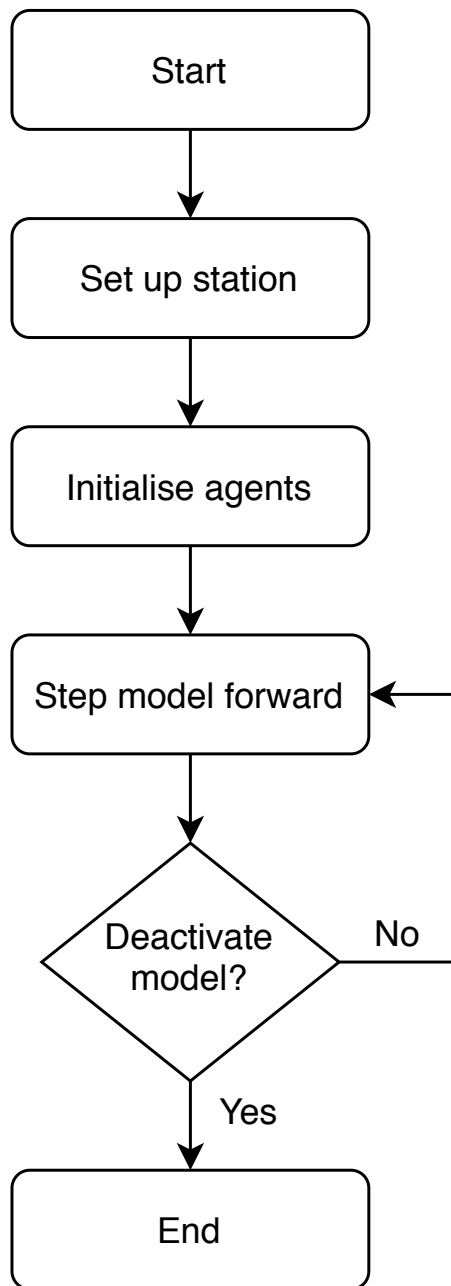 Start
Set up station
Initialise agents
Step model forward
Deactivate
model?
No
Yes
End